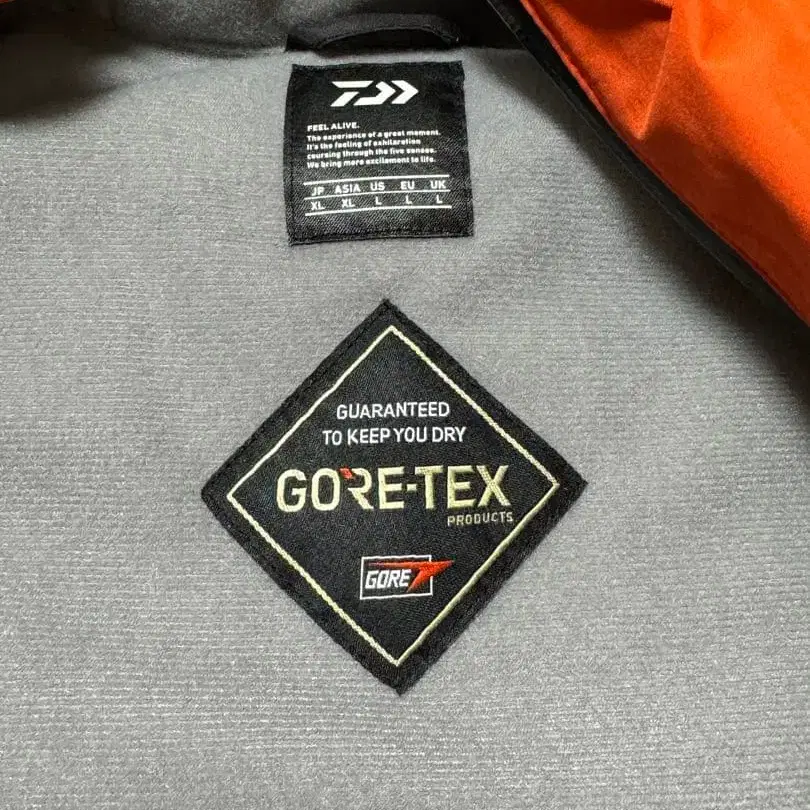 FEEL ALIVE.
The experience of a great moment.
It's the feeling of exhilaration
coursing through the five senses.
We bring more excitement to life.
JP ASIA US EU UK
XL XL L L L
GUARANTEED
TO KEEP YOU DRY
GORE-TEX
PRODUCTS
GORE